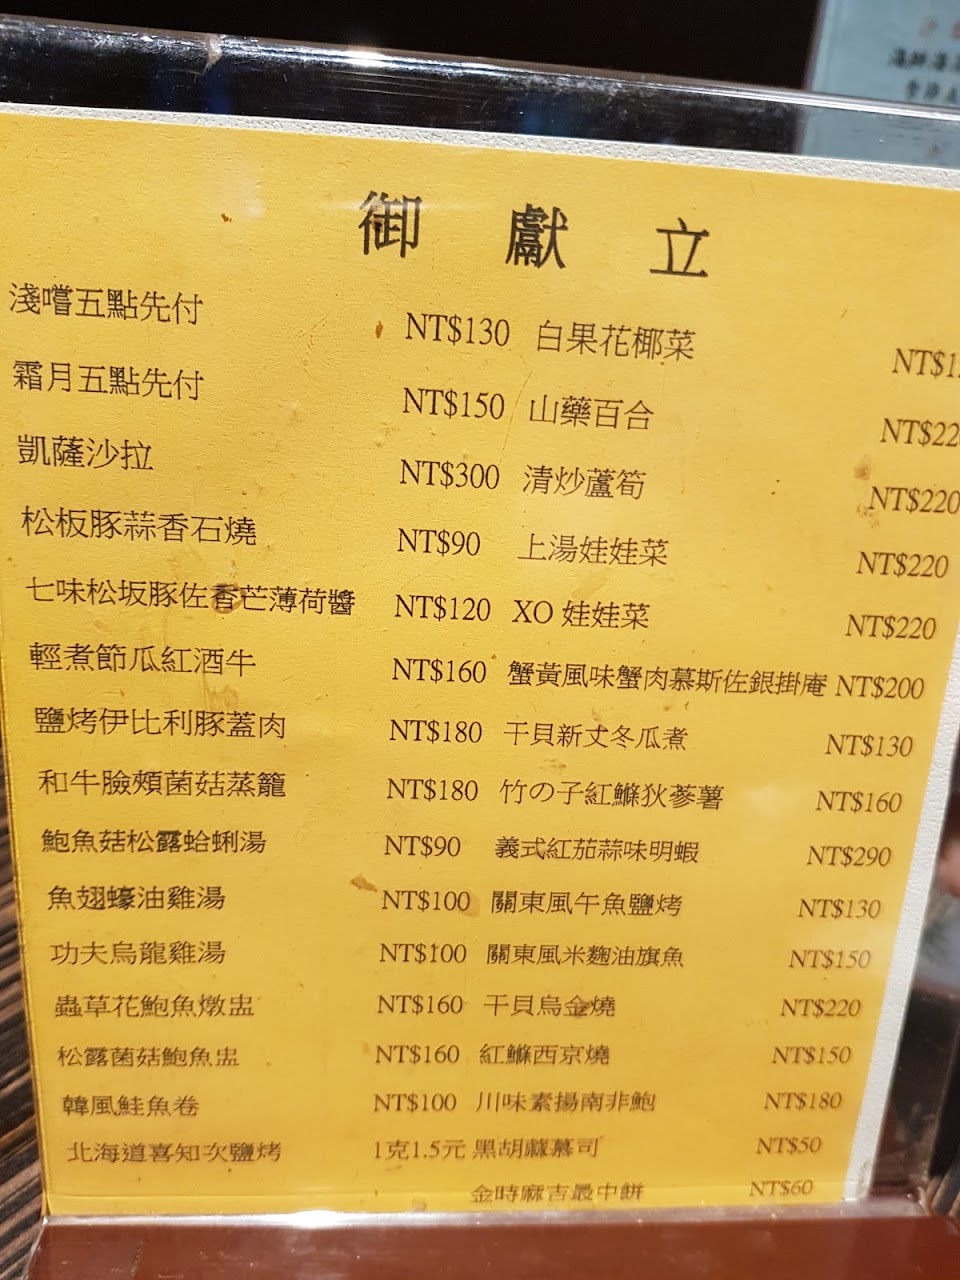 御獻立
淺嚐五點先付 NT$130 白果花椰菜
霜月五點先付 NT$150 山藥百合
凱薩沙拉 NT$300 清炒蘆筍 NT$220
松板豚蒜香石燒 NT$90 上湯娃娃菜 NT$220
七味松坂豚佐香芒薄荷醬 NT$120 XO 娃娃菜 NT$220
輕煮節瓜紅酒牛 NT$160 蟹黃風味蟹肉慕斯佐銀掛庵 NT$200
鹽烤伊比利豚蓋肉 NT$180 干貝新丈冬瓜煮 NT$130
和牛臉頰菌菇蒸籠 NT$180 竹の子紅鰷狄蔘薯 NT$160
鮑魚菇松露蛤蜊湯 NT$90 義式紅茄蒜味明蝦 NT$290
魚翅蠔油雞湯 NT$100 關東風午魚鹽烤 NT$130
功夫烏龍雞湯 NT$100 關東風米麴油旗魚 NT$150
蟲草花鮑魚燉盅 NT$160 干貝烏金燒 NT$220
松露菌菇鮑魚盅 NT$160 紅鰷西京燒 NT$150
韓風鮭魚卷 NT$100 川味素揚南非鮑 NT$180
北海道喜知次鹽烤 1克1.5元 黑胡麻慕司 NT$50
金時麻吉最中餅 NT$60